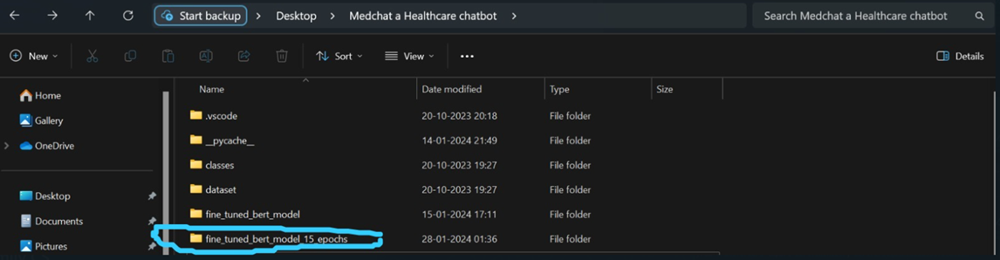 Start backup > Desktop > Medchat a Healthcare chatbot > Search Medchat a Healthcare chatbot
New Sort View ... Details
Name Date modified Type Size
Home
Gallery
OneDrive
Desktop
Documents
Pictures
.vscode 20-10-2023 20:18 File folder
__pycache__ 14-01-2024 21:49 File folder
classes 20-10-2023 19:27 File folder
dataset 20-10-2023 19:27 File folder
fine_tuned_bert_model 15-01-2024 17:11 File folder
fine_tuned_bert_model_15_epochs 28-01-2024 01:36 File folder